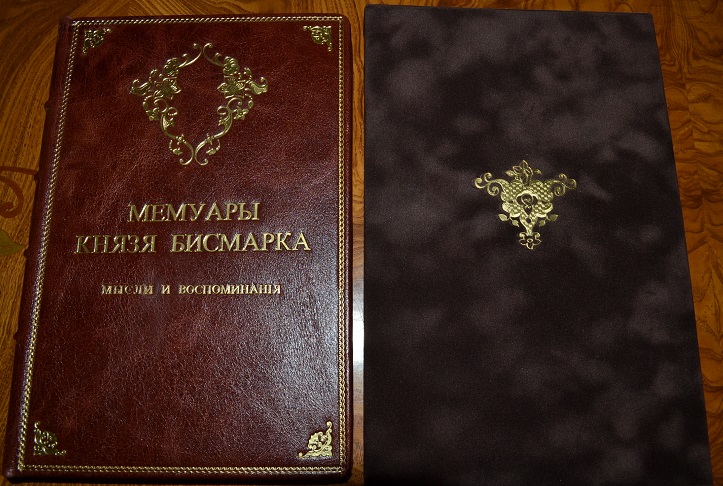 МЕМУАРЫ
КНЯЗЯ БИСМАРКА
МЫСЛИ И ВОСПОМИНАНІЯ